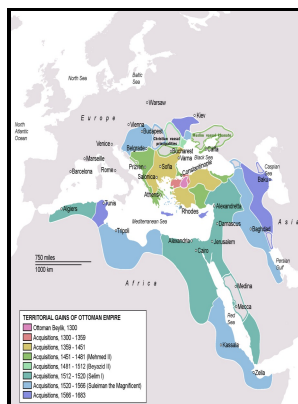 North Sea
Baltic
Sea
Warsaw
North
Atlantic
Ocean
Europe
Kiev
Vienna
Budapest
Christian vassal
principalities
Venice
Belgrade
Bucharest
Caffa
Marseille
Prizren
Sofia
Varna
Black Sea
Caspian
Sea
Barcelona
Rome
Salonica
Constantinople
Baku
Athens
Algiers
Tunis
Rhodes
Alexandretta
Asia
Mediterranean Sea
Damascus
Tripoli
Baghdad
Alexandria
Jerusalem
750 miles
1000 km
Cairo
Persian
Gulf
Africa
Medina
Mecca
Red
Sea
Kassala
Zeila
TERRITORIAL GAINS OF OTTOMAN EMPIRE
Ottoman Beylik, 1300
Acquisitions, 1300 - 1359
Acquisitions, 1359 - 1451
Acquisitions, 1451 - 1481 (Mehmed II)
Acquisitions, 1481 - 1512 (Beyazid II)
Acquisitions, 1512 - 1520 (Selim I)
Acquisitions, 1520 - 1566 (Suleiman the Magnificent)
Acquisitions, 1566 - 1683